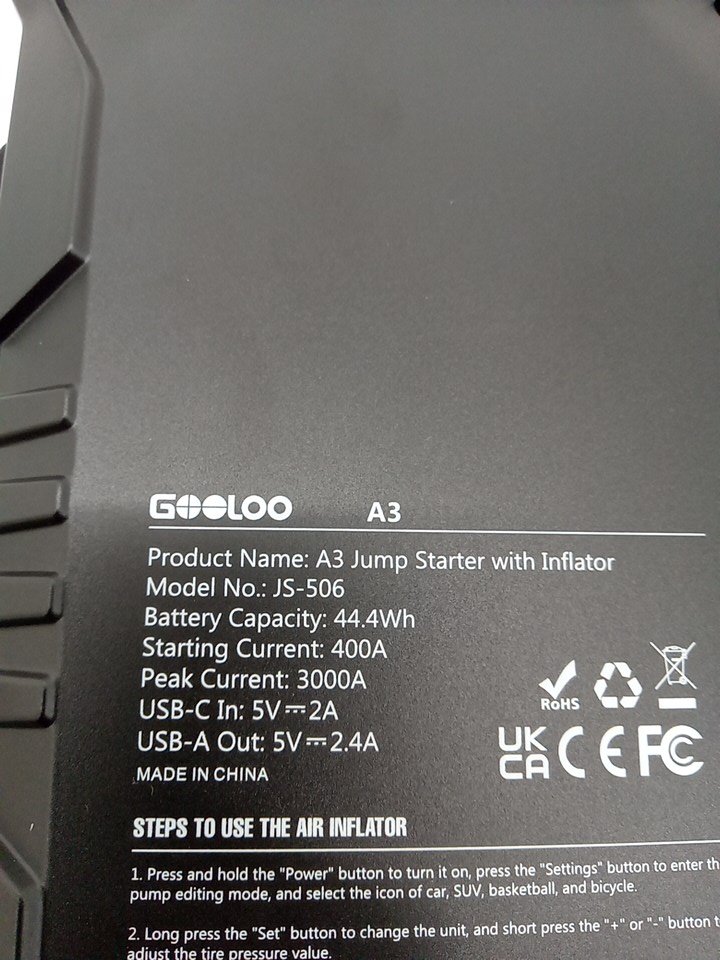 GOOLOO A3
Product Name: A3 Jump Starter with Inflator
Model No.: JS-506
Battery Capacity: 44.4Wh
Starting Current: 400A
Peak Current: 3000A
USB-C In: 5V⎓2A
USB-A Out: 5V⎓2.4A
MADE IN CHINA
RoHS
UK
CA CE FC
STEPS TO USE THE AIR INFLATOR
1. Press and hold the "Power" button to turn it on, press the "Settings" button to enter th
pump editing mode, and select the icon of car, SUV, basketball, and bicycle.
2. Long press the "Set" button to change the unit, and short press the "+" or "-" button t
adjust the tire pressure value.